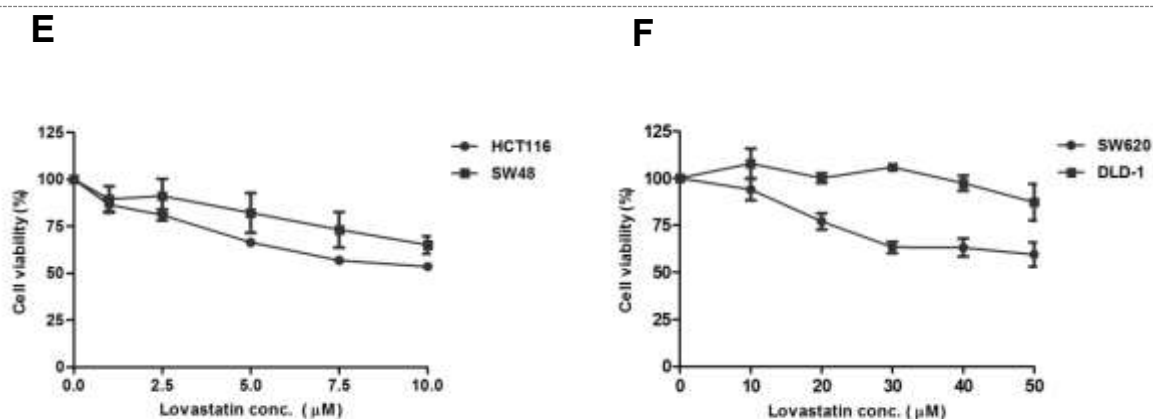 E
125
100
75
50
25
0
Cell viability (%)
0.0 2.5 5.0 7.5 10.0
Lovastatin conc. ( μM)
HCT116
SW48
F
125
100
75
50
25
0
Cell viability (%)
0 10 20 30 40 50
Lovastatin conc. ( μM)
SW620
DLD-1